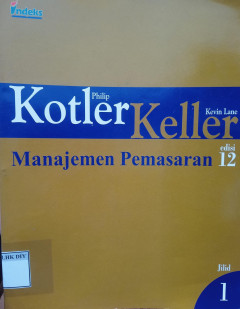 Indeks
Philip
Kotler
Kevin Lane
Keller
edisi
Manajemen Pemasaran 12
Jilid
1